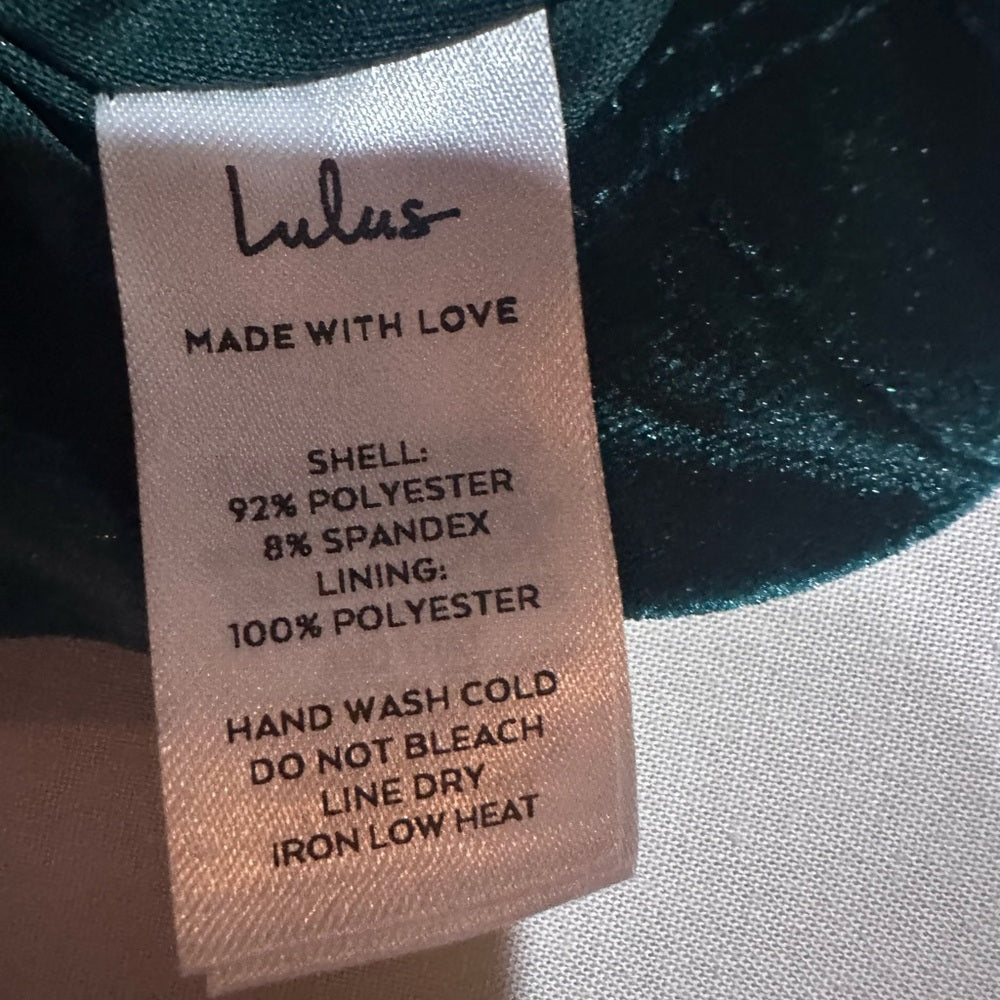 Lulus
MADE WITH LOVE
SHELL:
92% POLYESTER
8% SPANDEX
LINING:
100% POLYESTER
HAND WASH COLD
DO NOT BLEACH
LINE DRY
IRON LOW HEAT